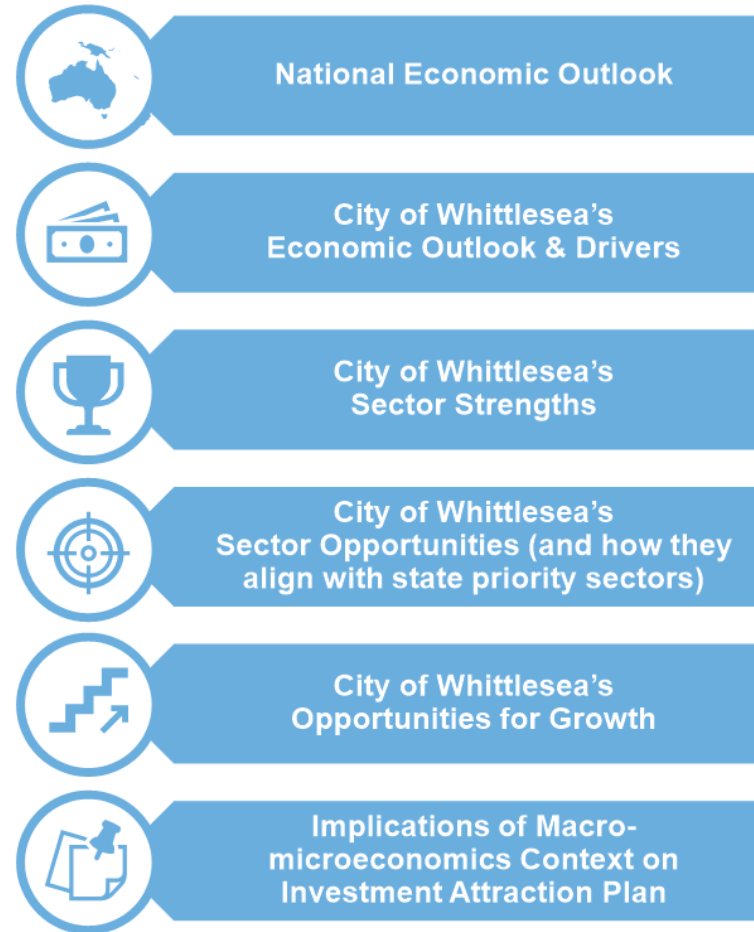 National Economic Outlook
City of Whittlesea’s
Economic Outlook & Drivers
City of Whittlesea’s
Sector Strengths
City of Whittlesea’s
Sector Opportunities (and how they
align with state priority sectors)
City of Whittlesea’s
Opportunities for Growth
Implications of Macro-
microeconomics Context on
Investment Attraction Plan